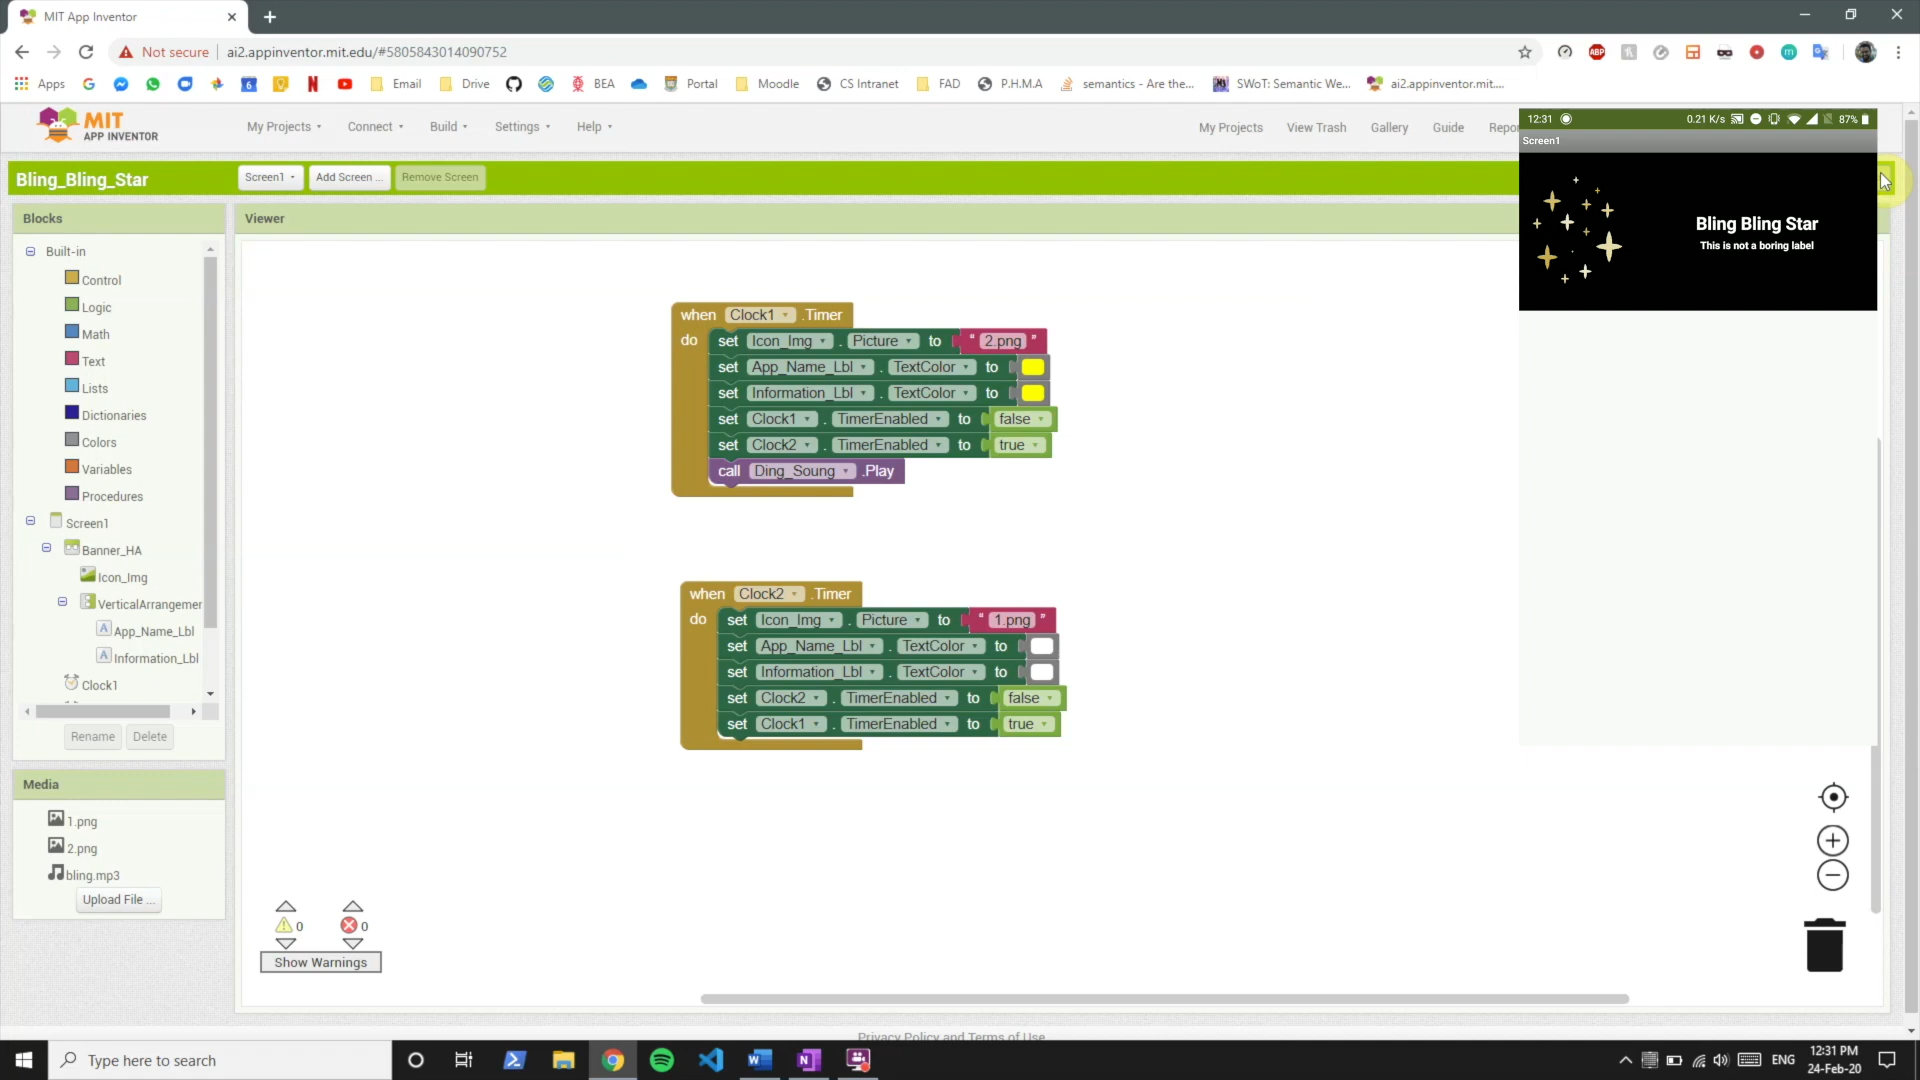 MIT App Inventor
Not secure
ai2.appinventor.mit.edu/#5805843014090752
ABP
Apps
Email
Drive
BEA
Portal
Moodle
CS Intranet
FAD
P.H.M.A
semantics - Are the...
SWoT: Semantic We...
ai2.appinventor.mit....
MIT
APP INVENTOR
My Projects
Connect
Build
Settings
Help
My Projects
View Trash
Gallery
Guide
Repor
Bling_Bling_Star
Screen1
Add Screen ...
Remove Screen
12:31
0.21 K/s
87%
Screen1
Bling Bling Star
This is not a boring label
Blocks
Built-in
Control
Logic
Math
Text
Lists
Dictionaries
Colors
Variables
Procedures
Screen1
Banner_HA
Icon_Img
VerticalArrangemer
App_Name_Lbl
Information_Lbl
Clock1
Rename
Delete
Media
1.png
2.png
bling.mp3
Upload File ...
Viewer
when Clock1 .Timer
do set Icon_Img . Picture to " 2.png "
set App_Name_Lbl . TextColor to
set Information_Lbl . TextColor to
set Clock1 . TimerEnabled to false
set Clock2 . TimerEnabled to true
call Ding_Soung .Play
when Clock2 .Timer
do set Icon_Img . Picture to " 1.png "
set App_Name_Lbl . TextColor to
set Information_Lbl . TextColor to
set Clock2 . TimerEnabled to false
set Clock1 . TimerEnabled to true
0
0
Show Warnings
Privacy Policy and Terms of Use
Type here to search
ENG
12:31 PM
24-Feb-20